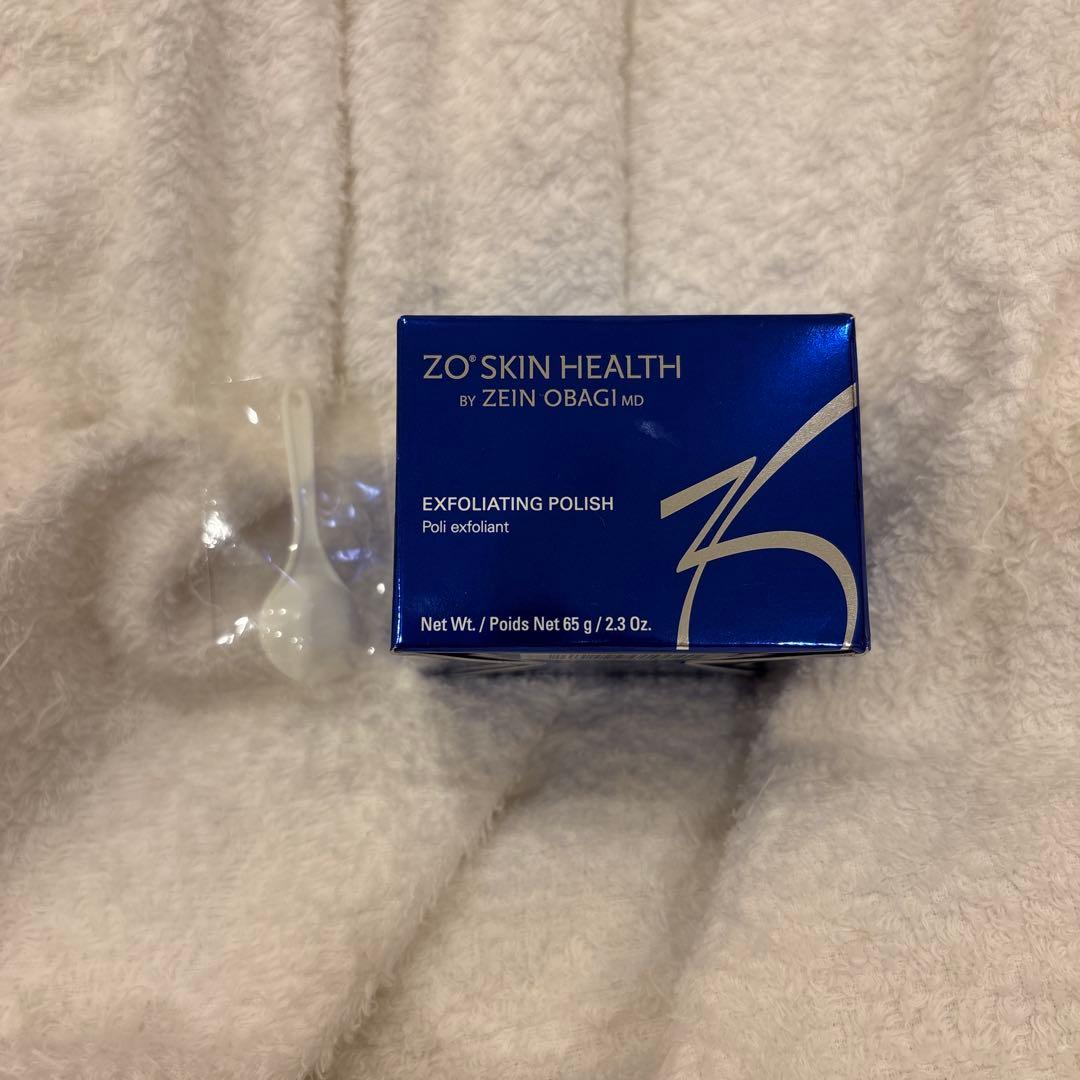 ZO® SKIN HEALTH
BY ZEIN OBAGI MD
EXFOLIATING POLISH
Poli exfoliant
Net Wt. / Poids Net 65 g / 2.3 Oz.